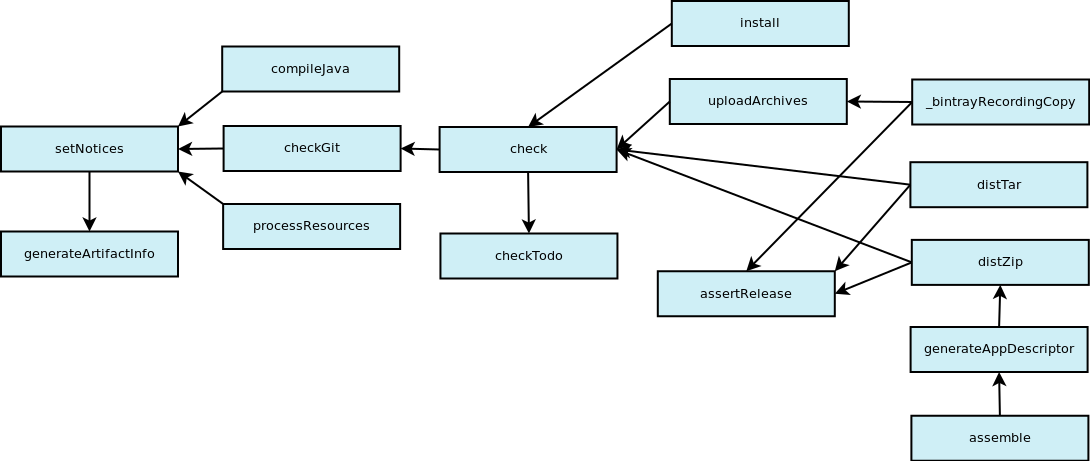 install
compileJava
uploadArchives
_bintrayRecordingCopy
setNotices
checkGit
check
distTar
processResources
generateArtifactInfo
checkTodo
distZip
assertRelease
generateAppDescriptor
assemble